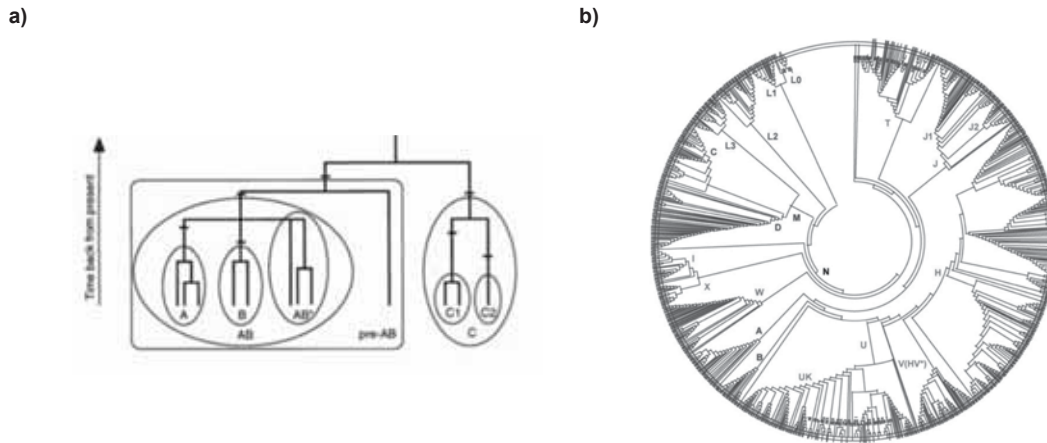 a)
b)
Time back from present
A
B
AB*
AB
pre-AB
C1
C2
C
L0
L1
L2
L3
C
M
D
N
I
X
W
A
B
UK
U
V(HV*)
H
T
J1
J2
J